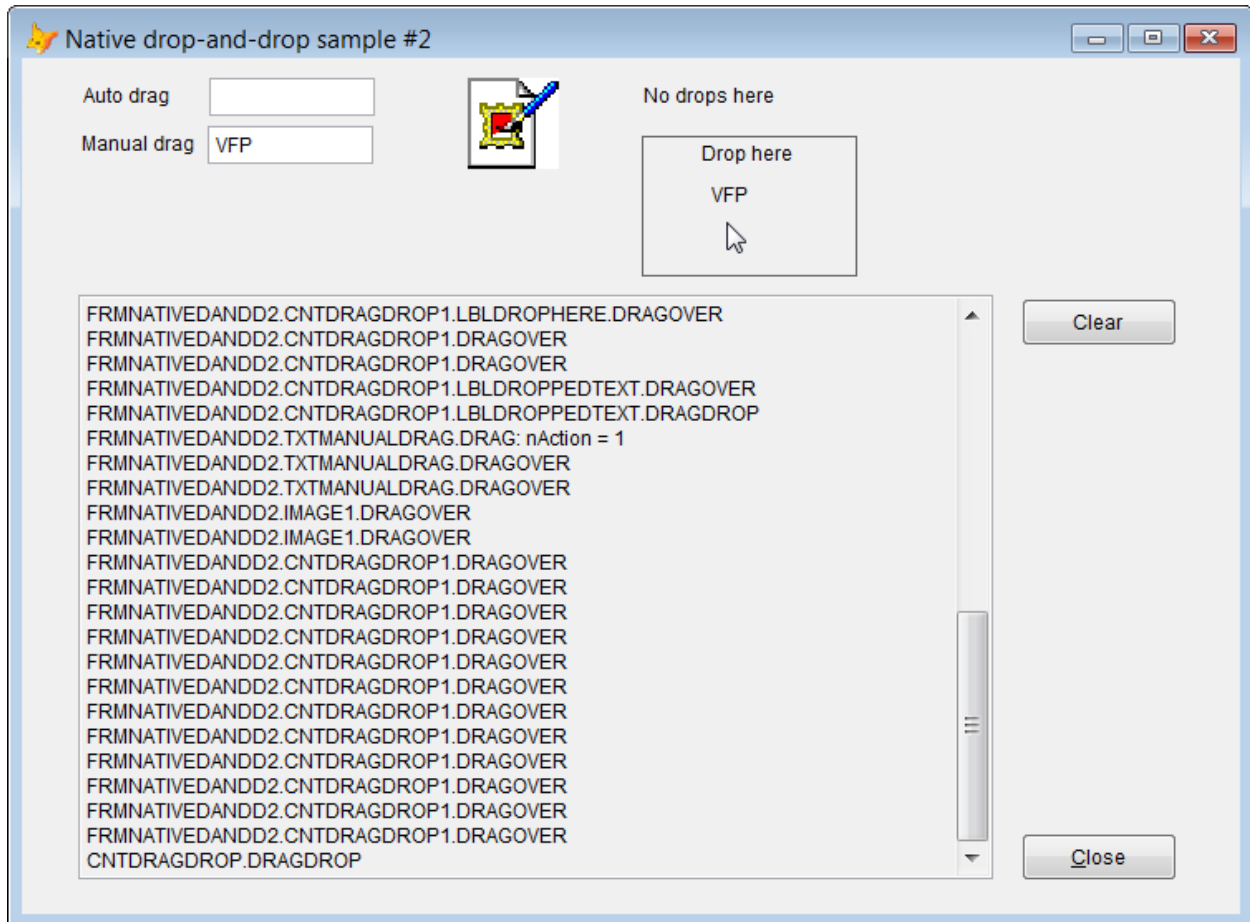 Native drop-and-drop sample #2
Auto drag
No drops here
Manual drag VFP
Drop here
VFP
FRMNATIVEDANDD2.CNTDRAGDROP1.LBLDROPHERE.DRAGOVER
FRMNATIVEDANDD2.CNTDRAGDROP1.DRAGOVER
FRMNATIVEDANDD2.CNTDRAGDROP1.DRAGOVER
FRMNATIVEDANDD2.CNTDRAGDROP1.LBLDROPPEDTEXT.DRAGOVER
FRMNATIVEDANDD2.CNTDRAGDROP1.LBLDROPPEDTEXT.DRAGDROP
FRMNATIVEDANDD2.TXTMANUALDRAG.DRAG: nAction = 1
FRMNATIVEDANDD2.TXTMANUALDRAG.DRAGOVER
FRMNATIVEDANDD2.TXTMANUALDRAG.DRAGOVER
FRMNATIVEDANDD2.IMAGE1.DRAGOVER
FRMNATIVEDANDD2.IMAGE1.DRAGOVER
FRMNATIVEDANDD2.CNTDRAGDROP1.DRAGOVER
FRMNATIVEDANDD2.CNTDRAGDROP1.DRAGOVER
FRMNATIVEDANDD2.CNTDRAGDROP1.DRAGOVER
FRMNATIVEDANDD2.CNTDRAGDROP1.DRAGOVER
FRMNATIVEDANDD2.CNTDRAGDROP1.DRAGOVER
FRMNATIVEDANDD2.CNTDRAGDROP1.DRAGOVER
FRMNATIVEDANDD2.CNTDRAGDROP1.DRAGOVER
FRMNATIVEDANDD2.CNTDRAGDROP1.DRAGOVER
FRMNATIVEDANDD2.CNTDRAGDROP1.DRAGOVER
FRMNATIVEDANDD2.CNTDRAGDROP1.DRAGOVER
FRMNATIVEDANDD2.CNTDRAGDROP1.DRAGOVER
FRMNATIVEDANDD2.CNTDRAGDROP1.DRAGOVER
CNTDRAGDROP.DRAGDROP
Clear
Close